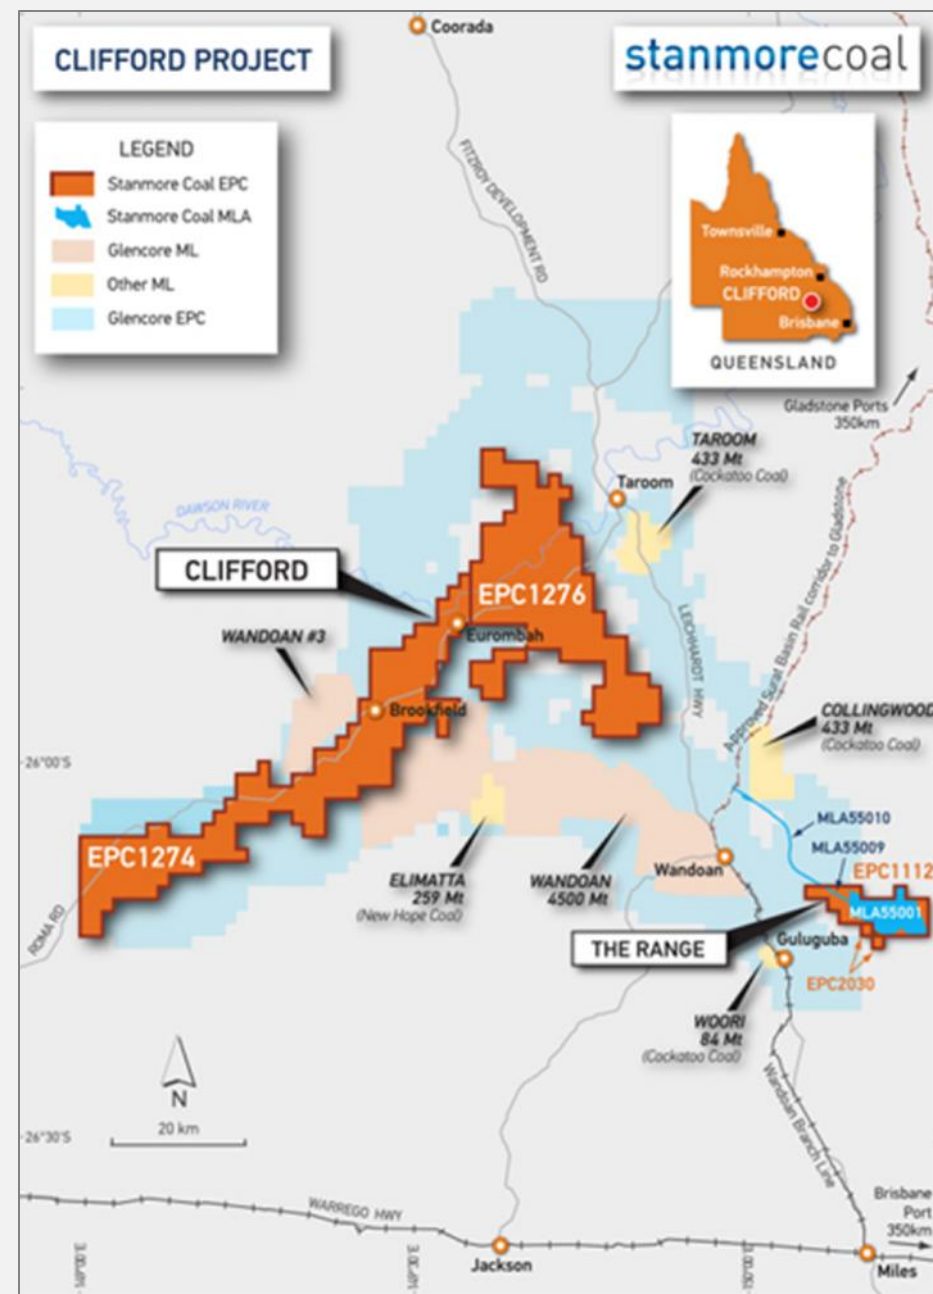 Coorada
CLIFFORD PROJECT
stanmorecoal
LEGEND
Stanmore Coal EPC
Stanmore Coal MLA
Glencore ML
Other ML
Glencore EPC
FITZROY DEVELOPMENT RD
Townsville
Rockhampton
CLIFFORD
Brisbane
QUEENSLAND
Gladstone Ports
350km
TAROOM
433 Mt
(Cockatoo Coal)
Taroom
DAWSON RIVER
CLIFFORD
EPC1276
Eurombah
WANDOAN #3
LEICHHARDT HWY
Approved Surat Basin Rail corridor to Gladstone
Brookfield
COLLINGWOOD
433 Mt
(Cockatoo Coal)
26°00'S
MLA55010
MLA55009
EPC1274
EPC1112
Wandoan
ELIMATTA
259 Mt
(New Hope Coal)
WANDOAN
4500 Mt
MLA55001
ROMA RD
THE RANGE
Guluguba
EPC2030
WOORI
84 Mt
(Cockatoo Coal)
N
20 km
26°30'S
Wandoan Branch Line
WARREGO HWY
Brisbane
Port
350km
Jackson
Miles